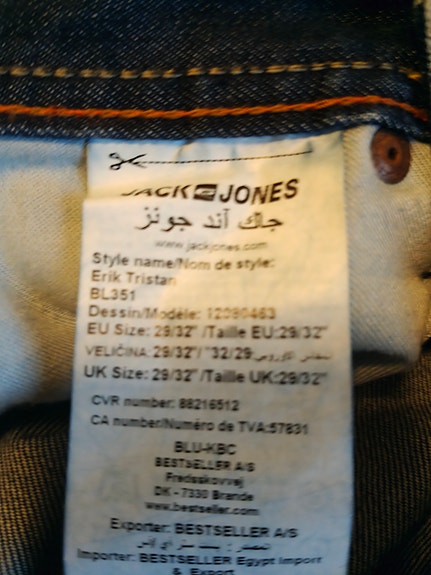 JACK JONES
جاك آند جونز
www.jackjones.com
Style name/Nom de style:
Erik Tristan
BL351
Dessin/Modèle: 12080463
EU Size: 29/32" /Taille EU:29/32"
VELIČINA: 29/32" / "32/29
UK Size: 29/32" /Taille UK:29/32"
CVR number: 88216512
CA number/Numéro de TVA:57831
BLU-KBC
BESTSELLER A/S
Fredsskovvej
DK - 7330 Brande
www.bestseller.com
Exporter: BESTSELLER A/S
Importer: BESTSELLER Egypt Import
& Export